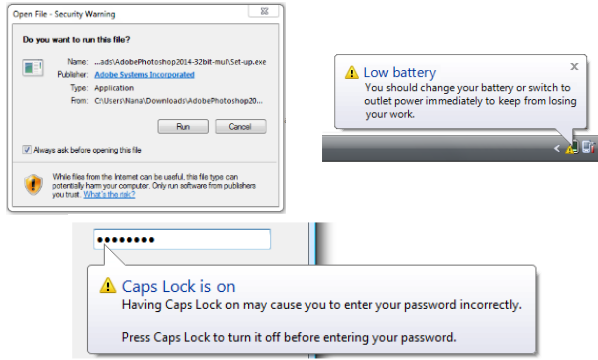 Open File - Security Warning
Do you want to run this file?
Name: ...ads\AdobePhotoshop2014-32bit-mul\Set-up.exe
Publisher: Adobe Systems Incorporated
Type: Application
From: C:\Users\Nana\Downloads\AdobePhotoshop20...
Run Cancel
Always ask before opening this file
While files from the Internet can be useful, this file type can
potentially harm your computer. Only run software from publishers
you trust. What's the risk?
Low battery
You should change your battery or switch to
outlet power immediately to keep from losing
your work.
Caps Lock is on
Having Caps Lock on may cause you to enter your password incorrectly.
Press Caps Lock to turn it off before entering your password.